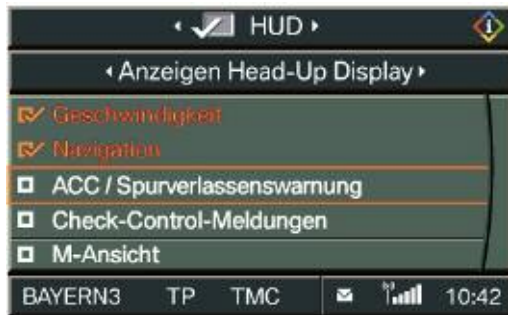 HUD
Anzeigen Head-Up Display
Geschwindigkeit
Navigation
ACC / Spurverlassenswarnung
Check-Control-Meldungen
M-Ansicht
BAYERN3 TP TMC 10:42